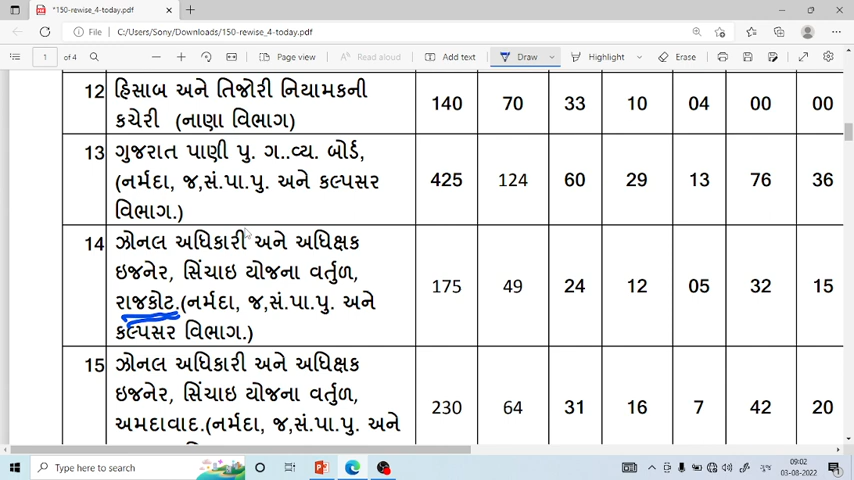 *150-rewise_4-today.pdf
File C:/Users/Sony/Downloads/150-rewise_4-today.pdf
1 of 4 Page view Read aloud Add text Draw Highlight Erase
12 હિસાબ અને તિજોરી નિયામકની 140 70 33 10 04 00 00
કચેરી (નાણા વિભાગ)
13 ગુજરાત પાણી પુ. ગ..વ્ય. બોર્ડ,
(નર્મદા, જ,સં.પા.પુ. અને કલ્પસર 425 124 60 29 13 76 36
વિભાગ.)
14 ઝોનલ અધિકારી અને અધિક્ષક
ઇજનેર, સિંચાઇ યોજના વર્તુળ, 175 49 24 12 05 32 15
રાજકોટ.(નર્મદા, જ,સં.પા.પુ. અને
કલ્પસર વિભાગ.)
15 ઝોનલ અધિકારી અને અધિક્ષક
ઇજનેર, સિંચાઇ યોજના વર્તુળ, 230 64 31 16 7 42 20
અમદાવાદ.(નર્મદા, જ,સં.પા.પુ. અને
Type here to search
09:02
03-08-2022